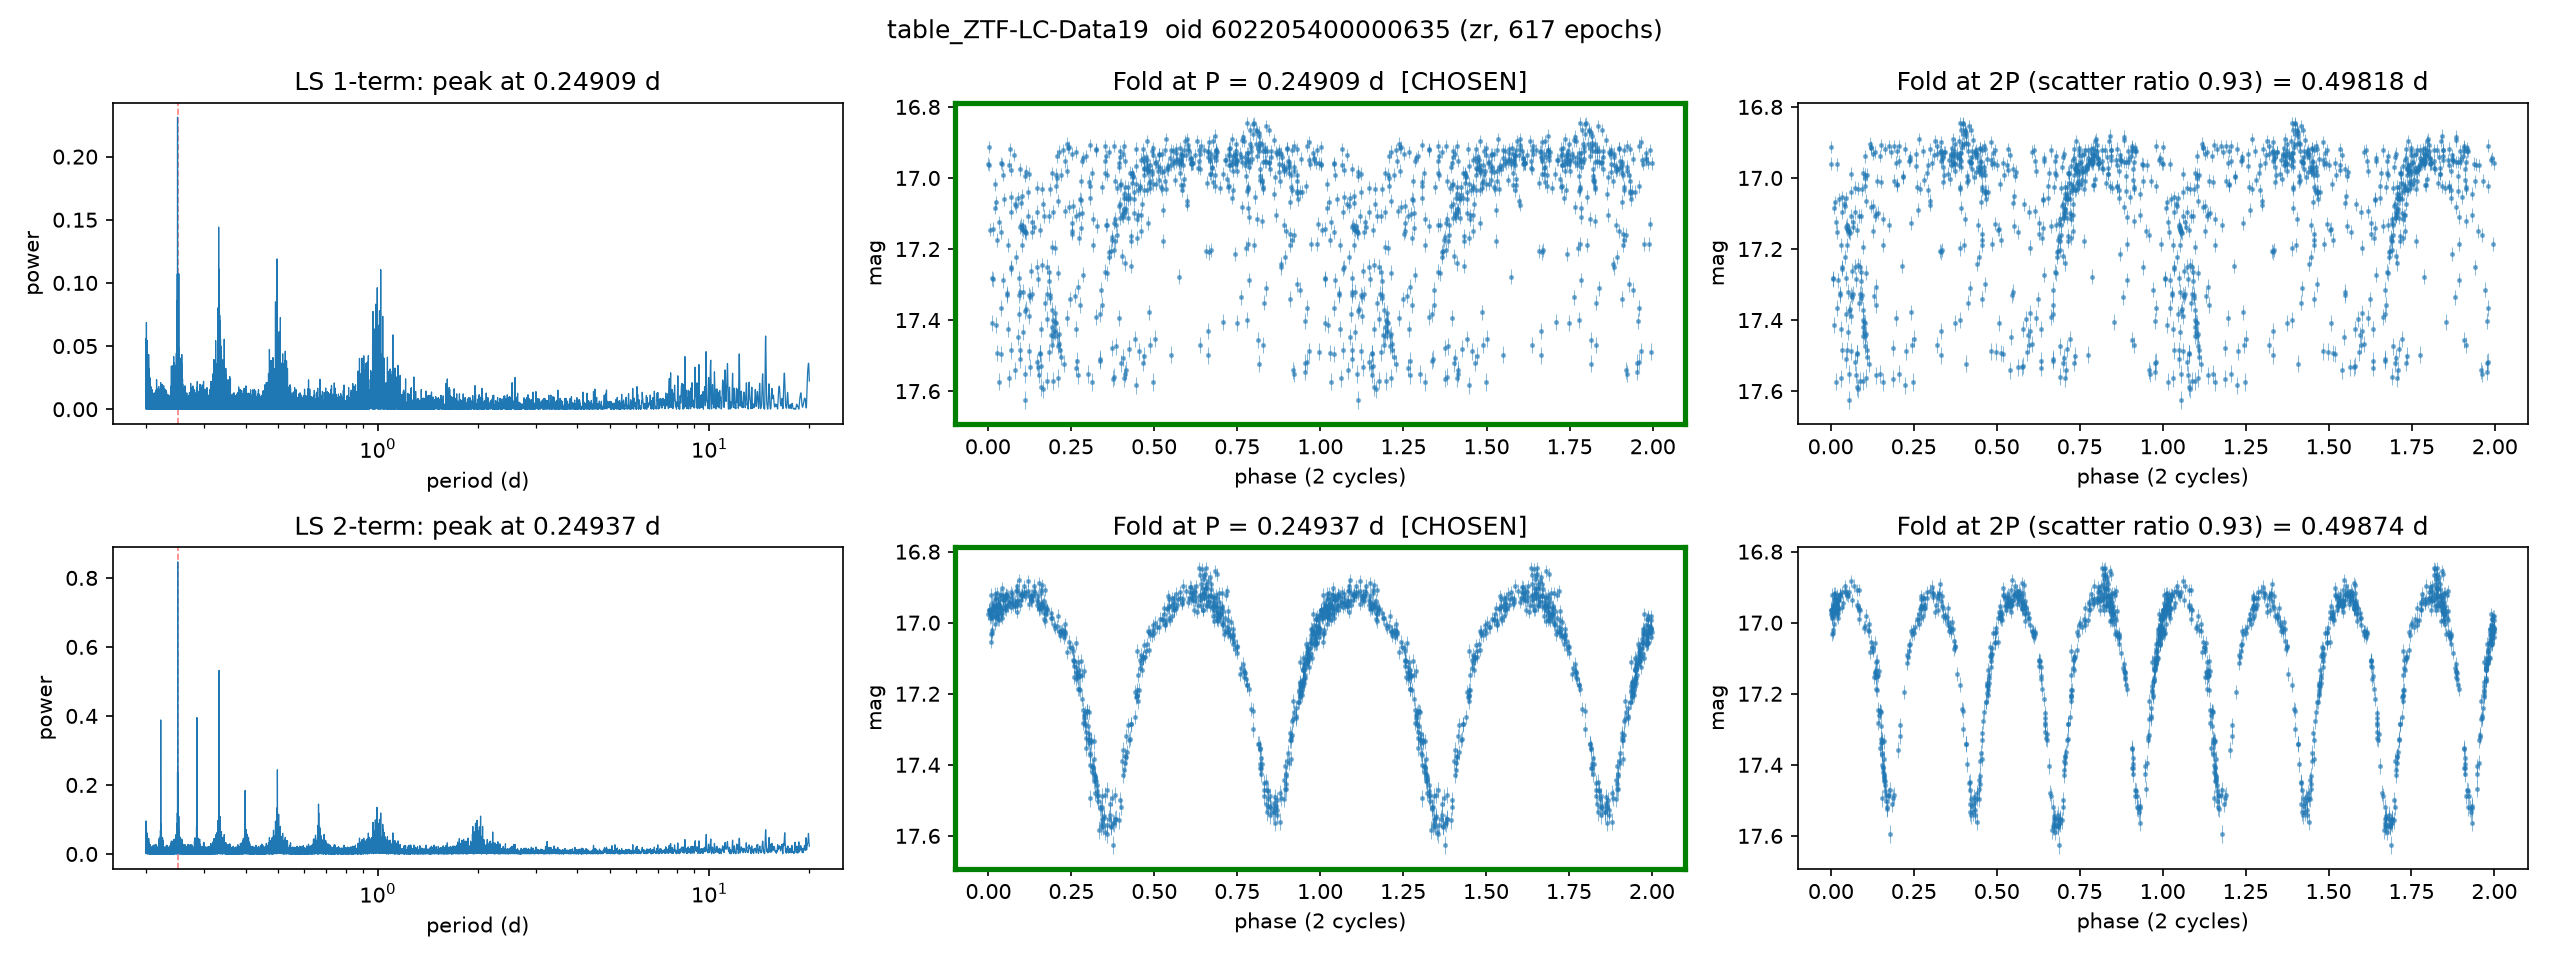 table_ZTF-LC-Data19  oid 602205400000635 (zr, 617 epochs)
LS 1-term: peak at 0.24909 d
power
0.20
0.15
0.10
0.05
0.00
10⁰
10¹
period (d)
Fold at P = 0.24909 d  [CHOSEN]
mag
16.8
17.0
17.2
17.4
17.6
0.00 0.25 0.50 0.75 1.00 1.25 1.50 1.75 2.00
phase (2 cycles)
Fold at 2P (scatter ratio 0.93) = 0.49818 d
mag
16.8
17.0
17.2
17.4
17.6
0.00 0.25 0.50 0.75 1.00 1.25 1.50 1.75 2.00
phase (2 cycles)
LS 2-term: peak at 0.24937 d
power
0.8
0.6
0.4
0.2
0.0
10⁰
10¹
period (d)
Fold at P = 0.24937 d  [CHOSEN]
mag
16.8
17.0
17.2
17.4
17.6
0.00 0.25 0.50 0.75 1.00 1.25 1.50 1.75 2.00
phase (2 cycles)
Fold at 2P (scatter ratio 0.93) = 0.49874 d
mag
16.8
17.0
17.2
17.4
17.6
0.00 0.25 0.50 0.75 1.00 1.25 1.50 1.75 2.00
phase (2 cycles)